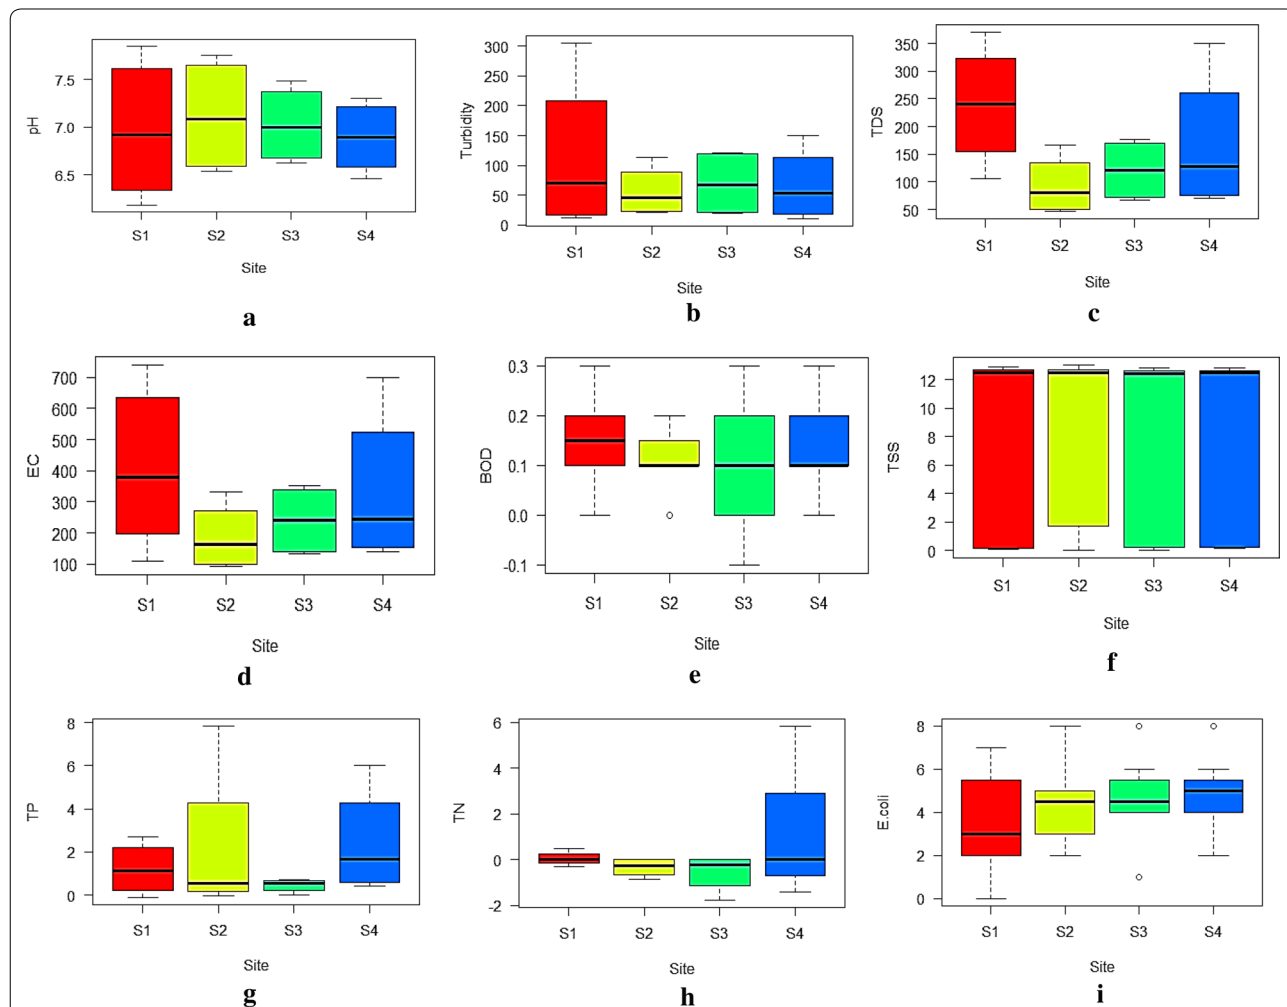 pH
7.5
7.0
6.5
S1 S2 S3 S4
Site
a
Turbidity
300
250
200
150
100
50
0
S1 S2 S3 S4
Site
b
TDS
350
300
250
200
150
100
50
S1 S2 S3 S4
Site
c
EC
700
600
500
400
300
200
100
S1 S2 S3 S4
Site
d
BOD
0.3
0.2
0.1
0.0
-0.1
S1 S2 S3 S4
Site
e
TSS
12
10
8
6
4
2
0
S1 S2 S3 S4
Site
f
TP
8
6
4
2
0
S1 S2 S3 S4
Site
g
TN
6
4
2
0
-2
S1 S2 S3 S4
Site
h
E.coli
8
6
4
2
0
S1 S2 S3 S4
Site
i